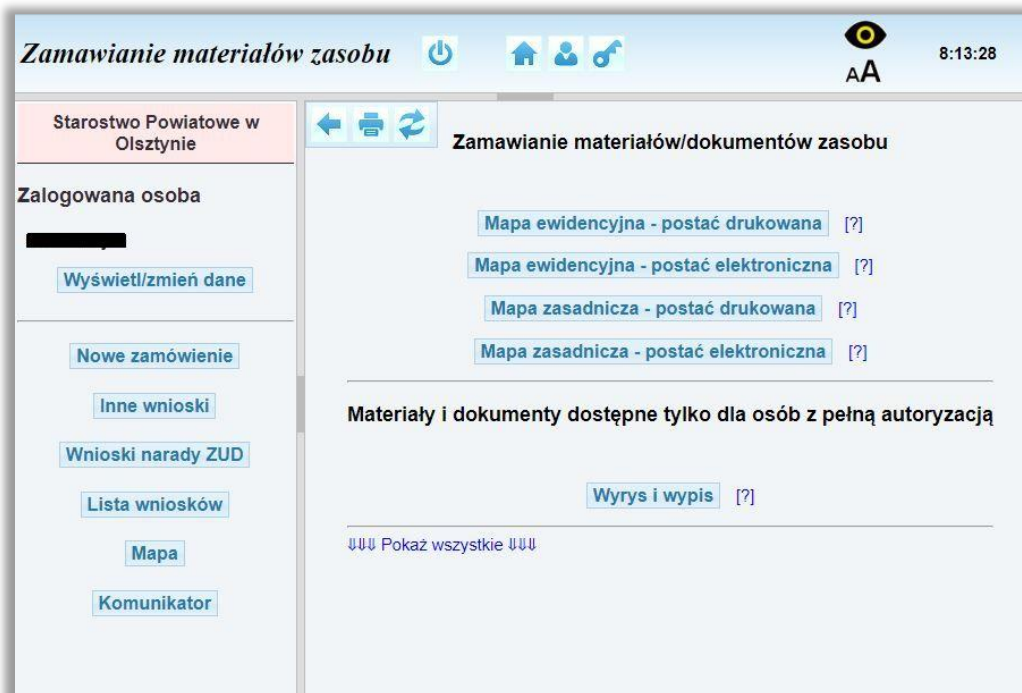 Zamawianie materiałów zasobu
AA
8:13:28
Starostwo Powiatowe w
Olsztynie
Zalogowana osoba
Wyświetl/zmień dane
Nowe zamówienie
Inne wnioski
Wnioski narady ZUD
Lista wniosków
Mapa
Komunikator
Zamawianie materiałów/dokumentów zasobu
Mapa ewidencyjna - postać drukowana [?]
Mapa ewidencyjna - postać elektroniczna [?]
Mapa zasadnicza - postać drukowana [?]
Mapa zasadnicza - postać elektroniczna [?]
Materiały i dokumenty dostępne tylko dla osób z pełną autoryzacją
Wyrys i wypis [?]
⇓⇓⇓ Pokaż wszystkie ⇓⇓⇓